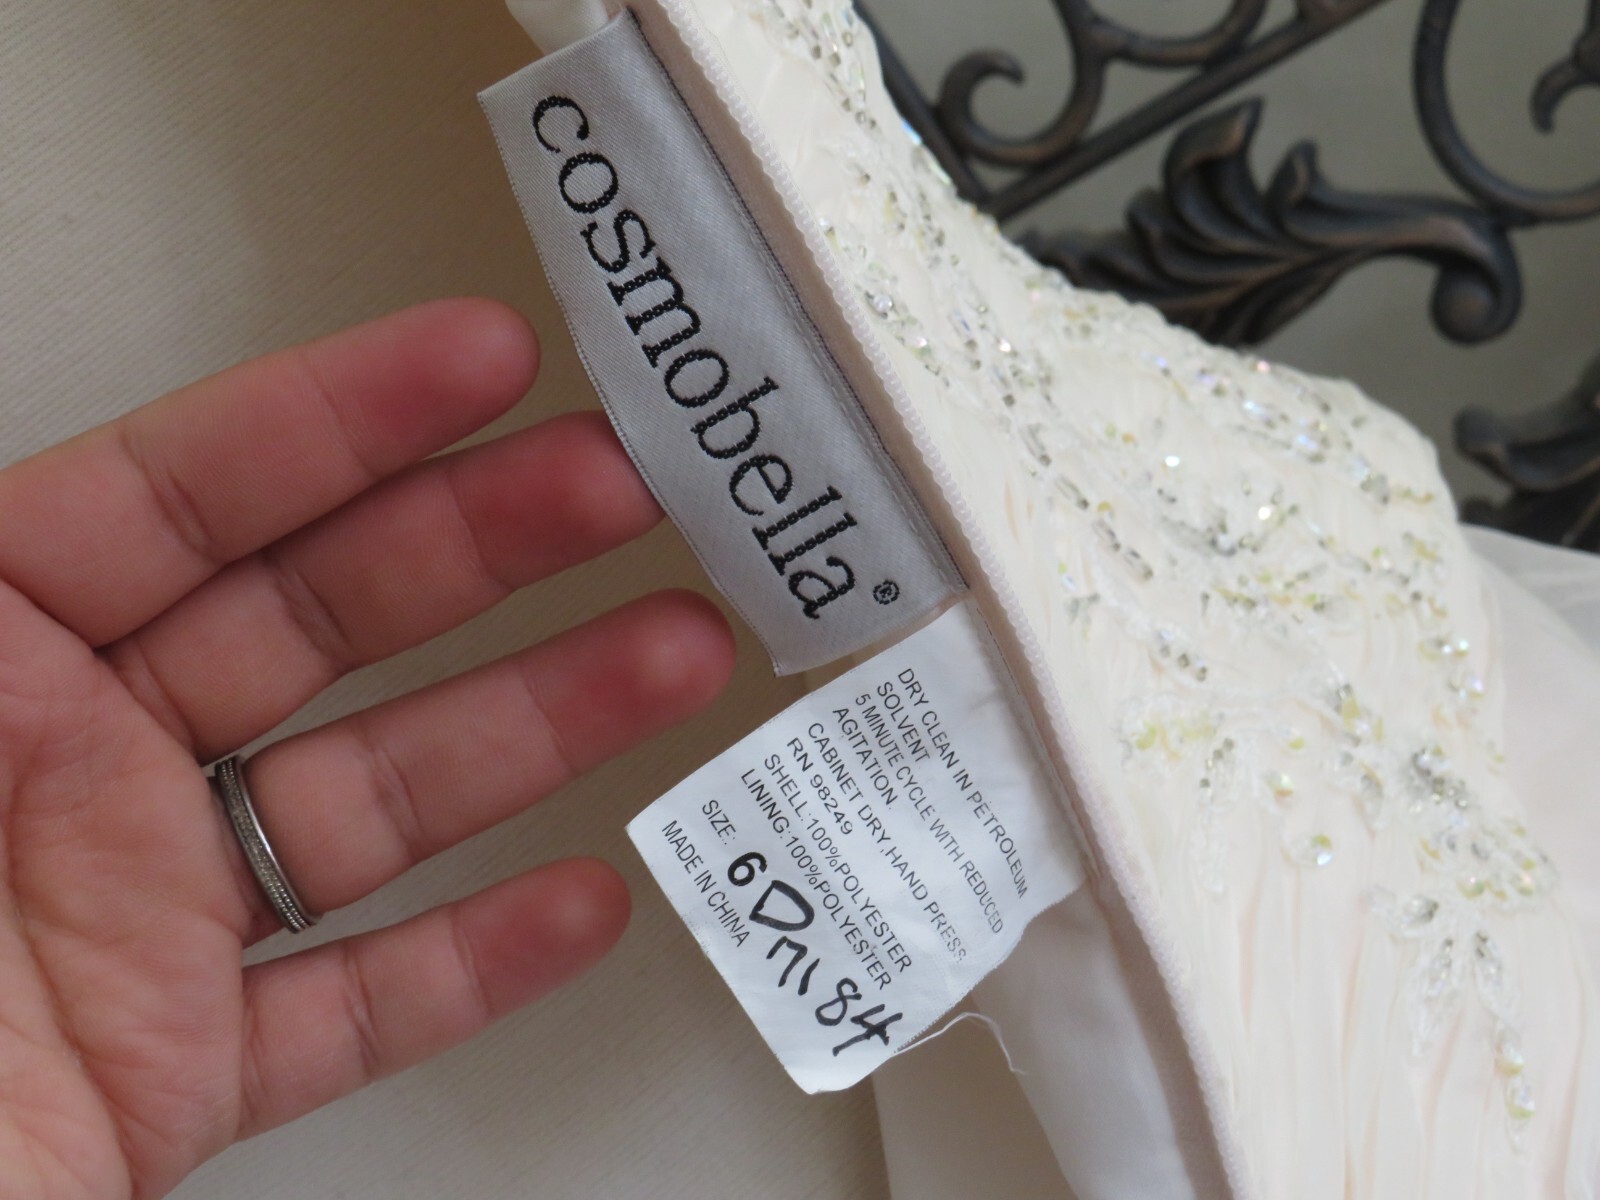 cosmobella®
DRY CLEAN IN PETROLEUM
SOLVENT
5 MINUTE CYCLE WITH REDUCED
AGITATION.
CABINET DRY,HAND PRESS.
RN 98249
SHELL:100%POLYESTER
LINING:100%POLYESTER
SIZE: 6
MADE IN CHINA